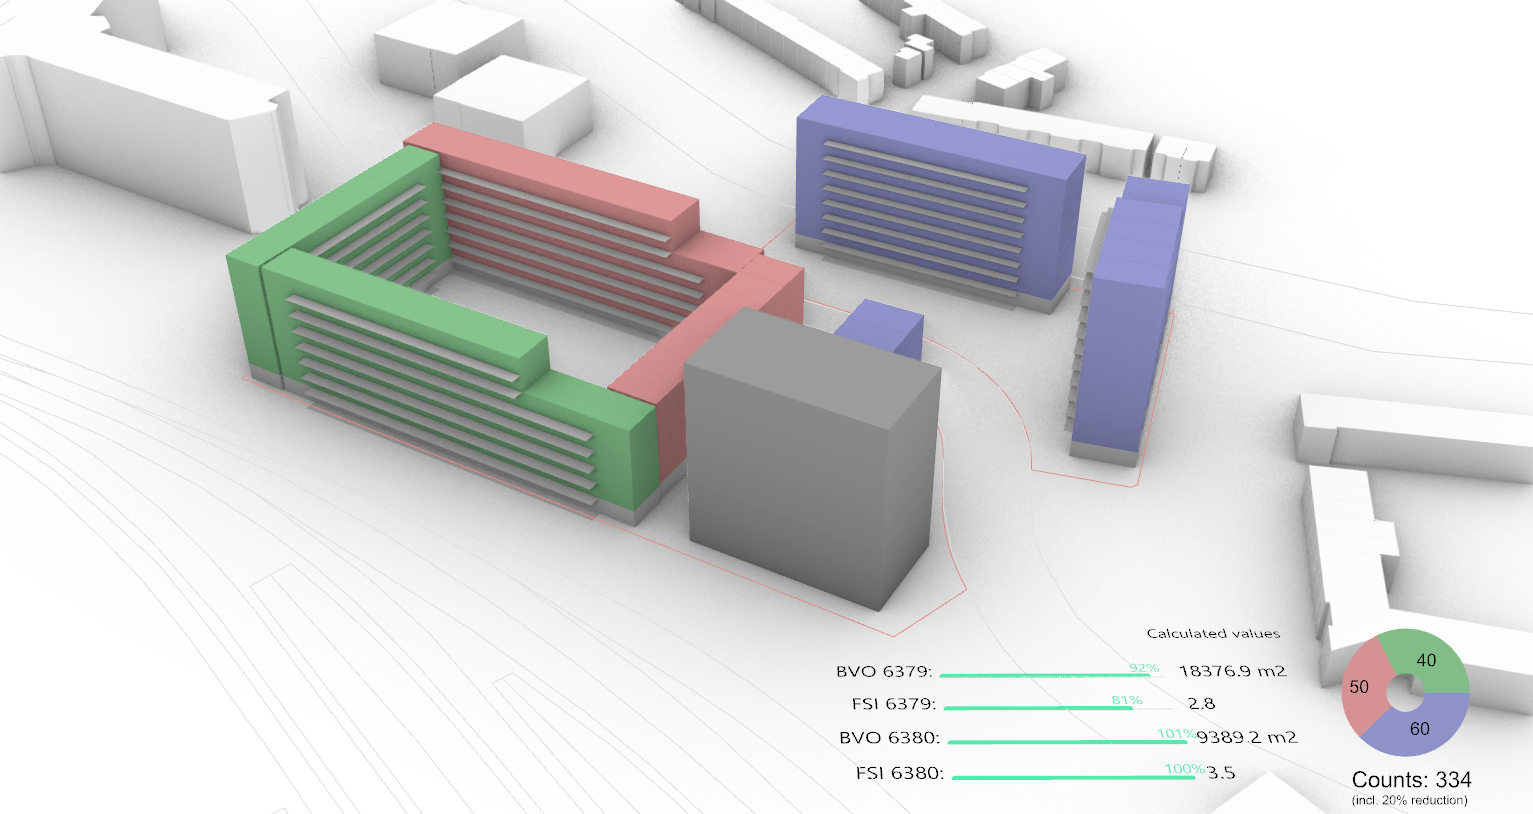 Calculated values
BVO 6379: 92% 18376.9 m2
FSI 6379: 81% 2.8
BVO 6380: 101% 9389.2 m2
FSI 6380: 100% 3.5
40
50
60
Counts: 334
(incl. 20% reduction)